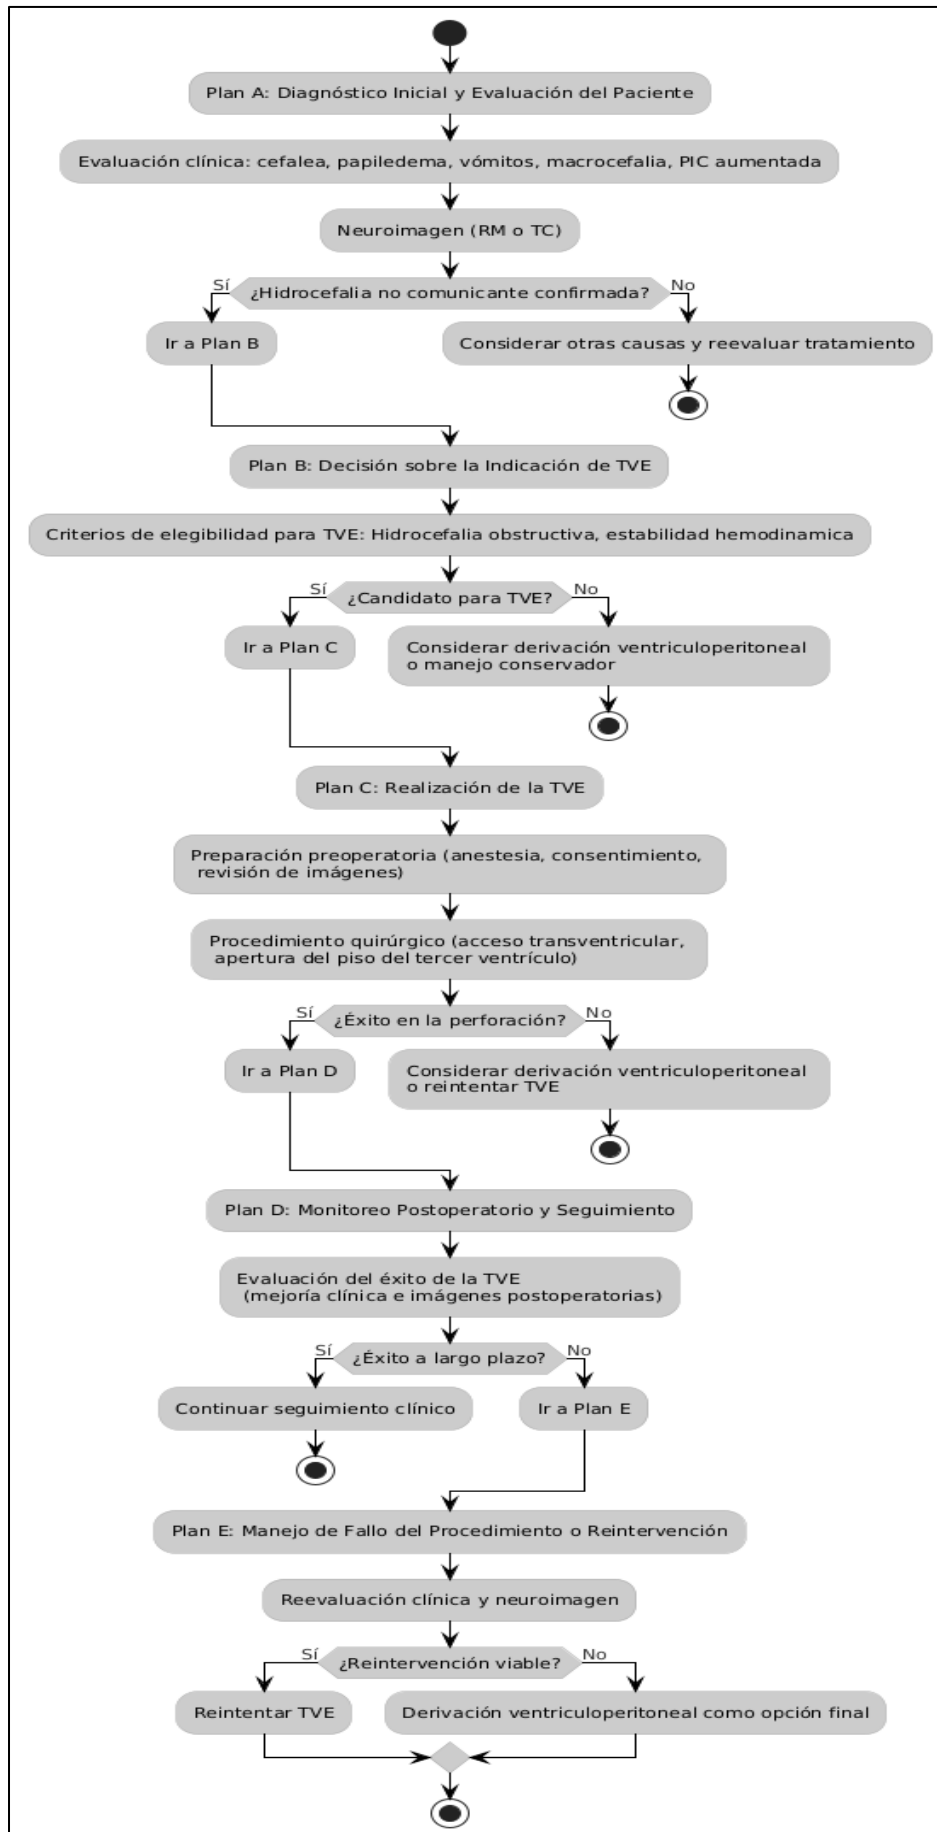 Plan A: Diagnóstico Inicial y Evaluación del Paciente
Evaluación clínica: cefalea, papiledema, vómitos, macrocefalia, PIC aumentada
Neuroimagen (RM o TC)
¿Hidrocefalia no comunicante confirmada?
Sí
No
Ir a Plan B
Considerar otras causas y reevaluar tratamiento
Plan B: Decisión sobre la Indicación de TVE
Criterios de elegibilidad para TVE: Hidrocefalia obstructiva, estabilidad hemodinamica
¿Candidato para TVE?
Sí
No
Ir a Plan C
Considerar derivación ventriculoperitoneal
o manejo conservador
Plan C: Realización de la TVE
Preparación preoperatoria (anestesia, consentimiento,
revisión de imágenes)
Procedimiento quirúrgico (acceso transventricular,
apertura del piso del tercer ventrículo)
¿Éxito en la perforación?
Sí
No
Ir a Plan D
Considerar derivación ventriculoperitoneal
o reintentar TVE
Plan D: Monitoreo Postoperatorio y Seguimiento
Evaluación del éxito de la TVE
(mejoría clínica e imágenes postoperatorias)
¿Éxito a largo plazo?
Sí
No
Continuar seguimiento clínico
Ir a Plan E
Plan E: Manejo de Fallo del Procedimiento o Reintervención
Reevaluación clínica y neuroimagen
¿Reintervención viable?
Sí
No
Reintentar TVE
Derivación ventriculoperitoneal como opción final